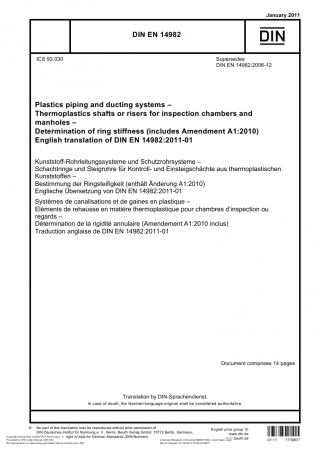 January 2011
DIN EN 14982
DIN
ICS 93.030
Supersedes
DIN EN 14982:2006-12
Plastics piping and ducting systems –
Thermoplastics shafts or risers for inspection chambers and
manholes –
Determination of ring stiffness (includes Amendment A1:2010)
English translation of DIN EN 14982:2011-01
Kunststoff-Rohrleitungssysteme und Schutzrohrsysteme –
Schachtringe und Steigrohre für Kontroll- und Einsteigschächte aus thermoplastischen
Kunststoffen –
Bestimmung der Ringsteifigkeit (enthält Änderung A1:2010)
Englische Übersetzung von DIN EN 14982:2011-01
Systèmes de canalisations et de gaines en plastique –
Eléments de rehausse en matière thermoplastique pour chambres d'inspection ou
regards –
Détermination de la rigidité annulaire (Amendement A1:2010 inclus)
Traduction anglaise de DIN EN 14982:2011-01
Document comprises 14 pages
Translation by DIN-Sprachendienst.
In case of doubt, the German-language original shall be considered authoritative.
© No part of this translation may be reproduced without prior permission of
DIN Deutsches Institut für Normung e. V., Berlin. Beuth Verlag GmbH, 10772 Berlin, Germany,
right of sale for German Standards (DIN-Normen).
English price group 10
www.din.de
www.beuth.de